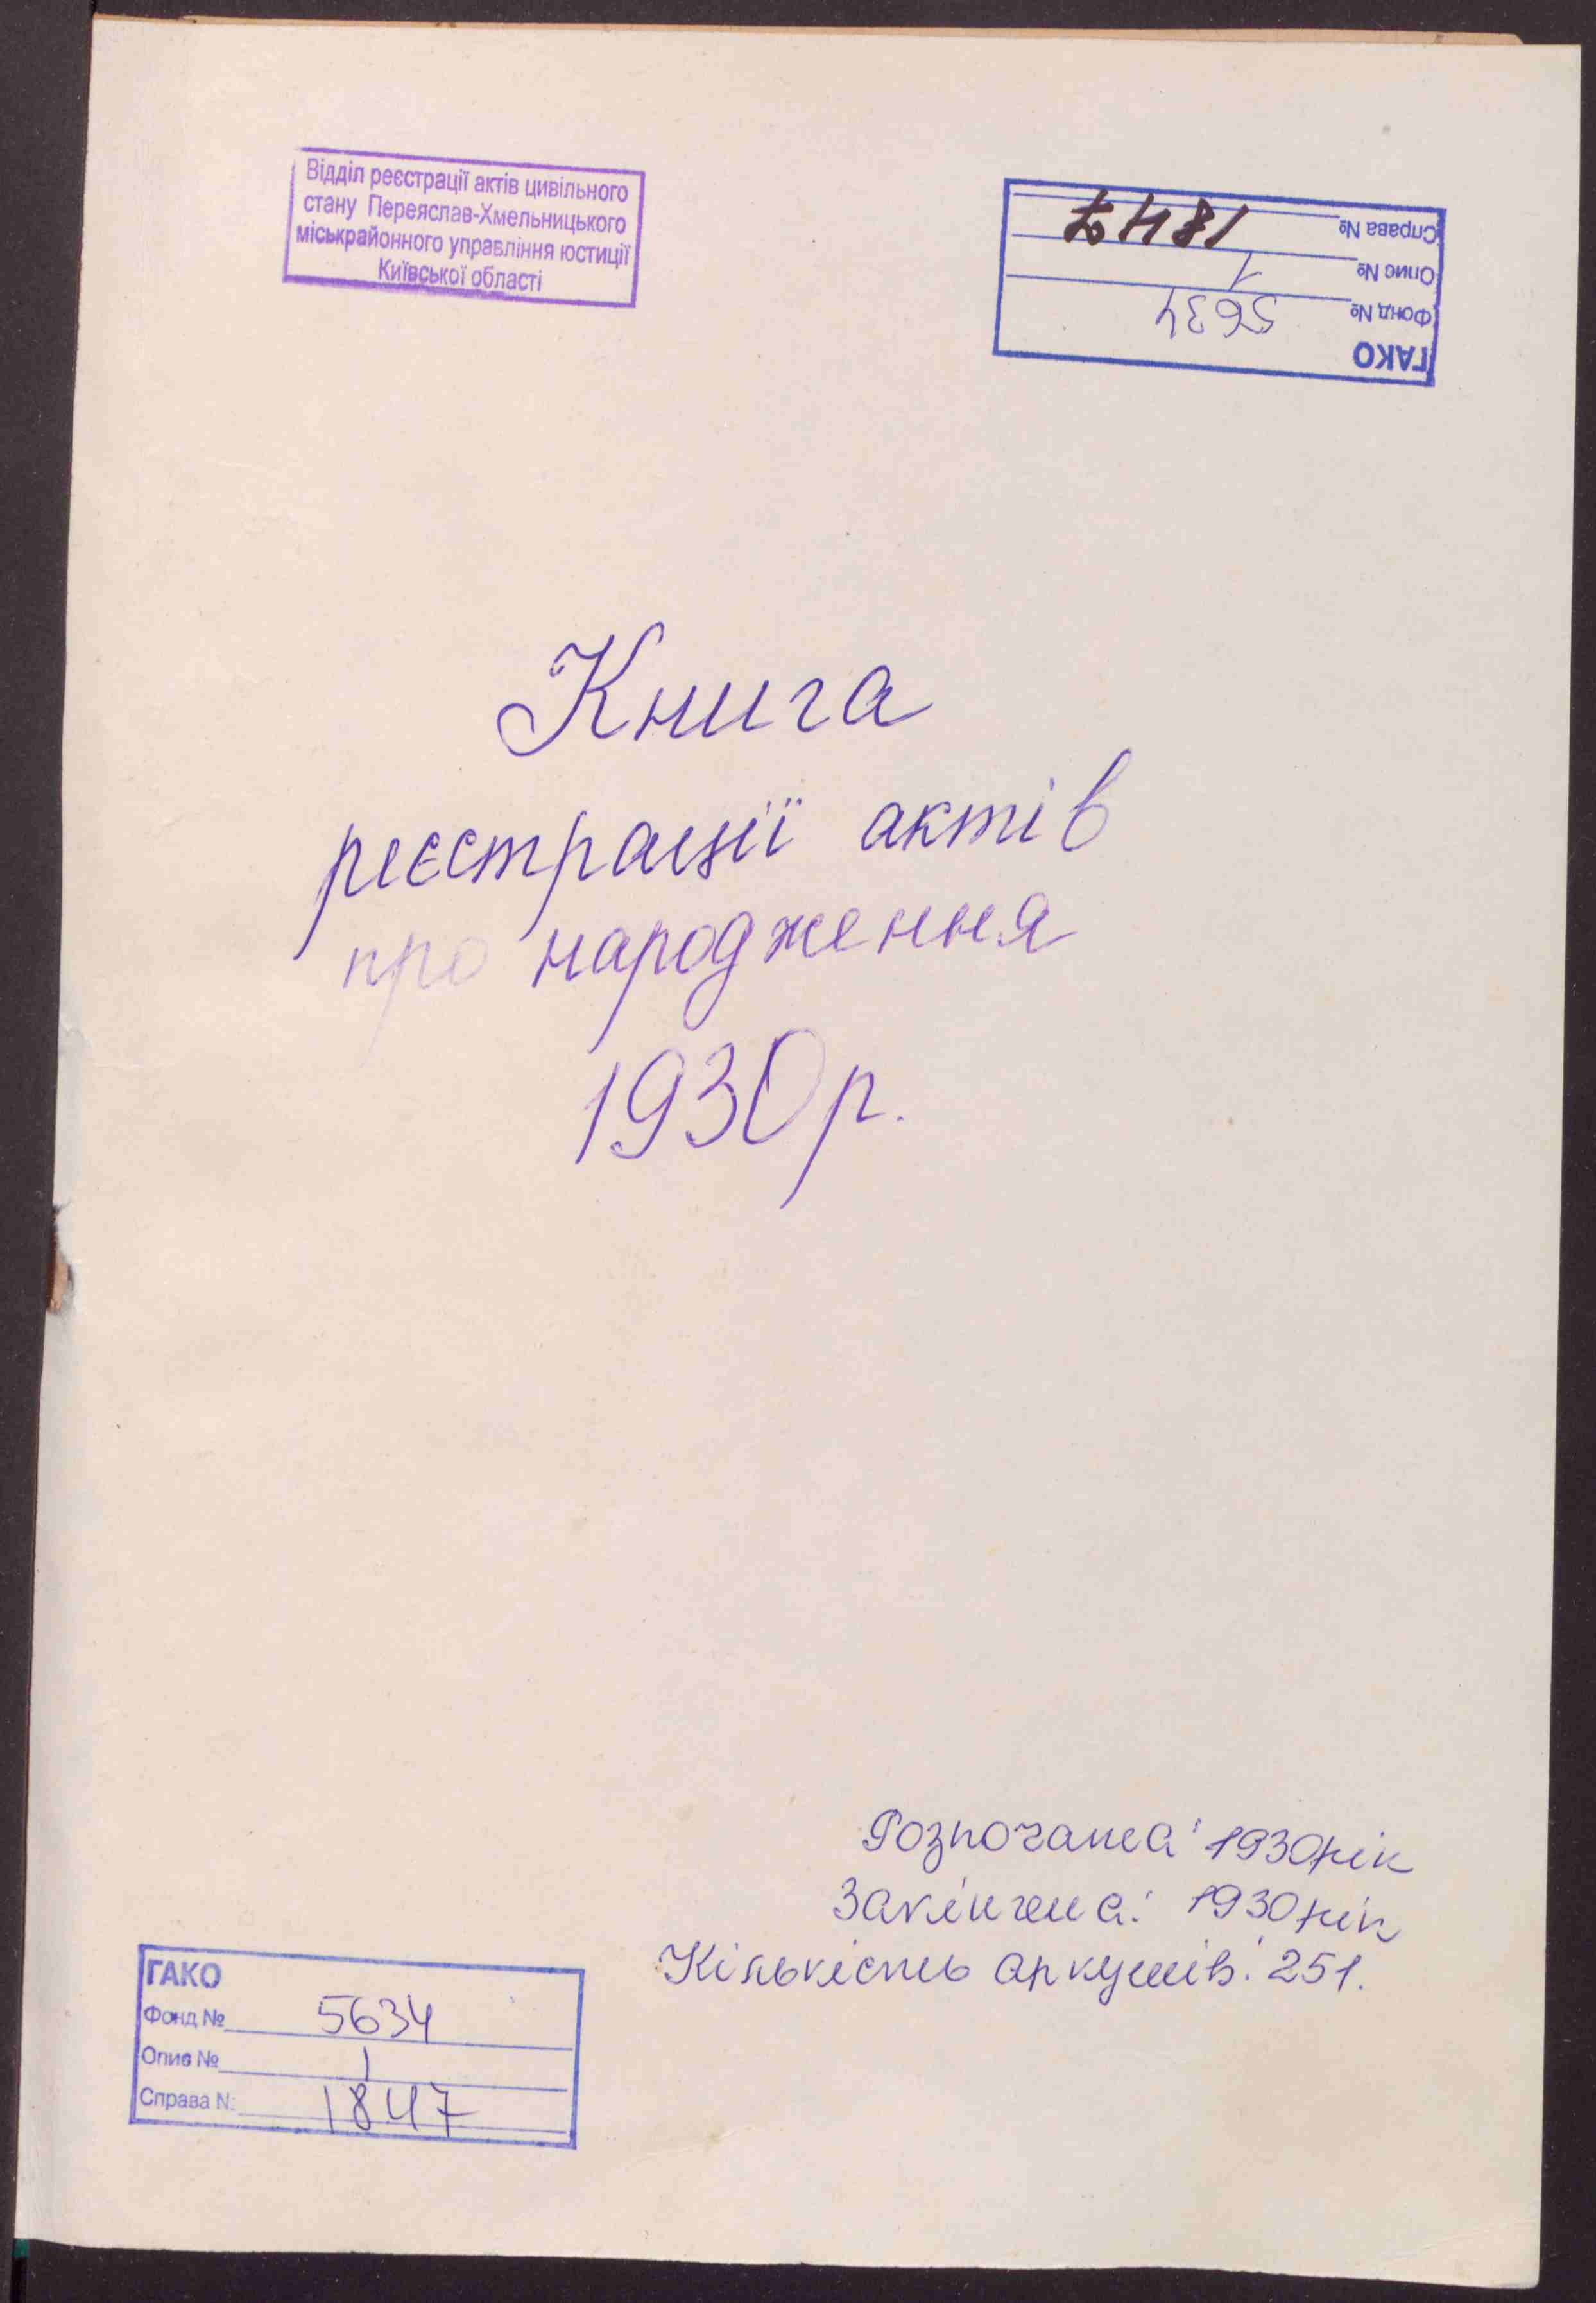 Відділ реєстрації актів цивільного
стану Переяслав-Хмельницького
міськрайонного управління юстиції
Київської області
ГАКО
Фонд № 5634
Опис № 1
Справа № 1847
Книга
реєстрації актів
про народження
1930 р.
Розпочата: 1930 рік
Закінчена: 1930 рік
Кількість аркушів: 251.
ГАКО
Фонд № 5634
Опис № 1
Справа № 1847